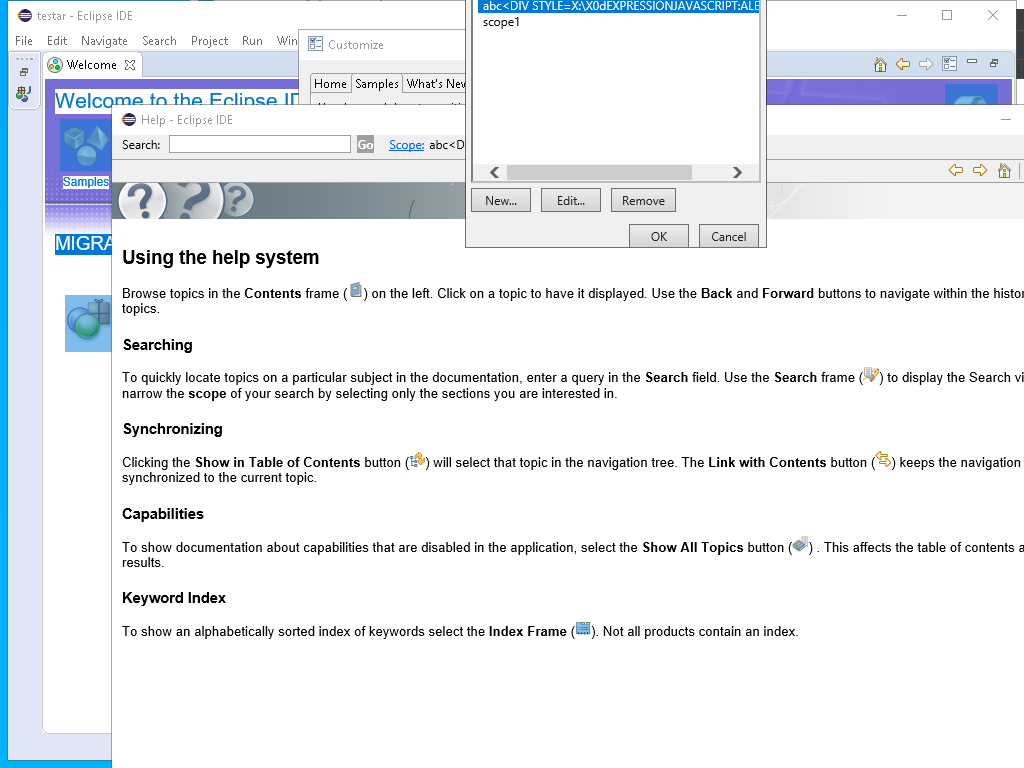 testar - Eclipse IDE
File Edit Navigate Search Project Run
Customize
Welcome
Home Samples What's New
Welcome to the Eclipse
Samples
abc<DIV STYLE=X:\X0dEXPRESSIONJAVASCRIPT:ALE
scope1
New... Edit... Remove
OK Cancel
Help - Eclipse IDE
Search: Go Scope: abc<D
Using the help system
Browse topics in the Contents frame ( ) on the left. Click on a topic to have it displayed. Use the Back and Forward buttons to navigate within the
topics.
Searching
To quickly locate topics on a particular subject in the documentation, enter a query in the Search field. Use the Search frame ( ) to display the Search
narrow the scope of your search by selecting only the sections you are interested in.
Synchronizing
Clicking the Show in Table of Contents button ( ) will select that topic in the navigation tree. The Link with Contents button ( ) keeps the navigation
synchronized to the current topic.
Capabilities
To show documentation about capabilities that are disabled in the application, select the Show All Topics button ( ) . This affects the table of contents
results.
Keyword Index
To show an alphabetically sorted index of keywords select the Index Frame ( ). Not all products contain an index.